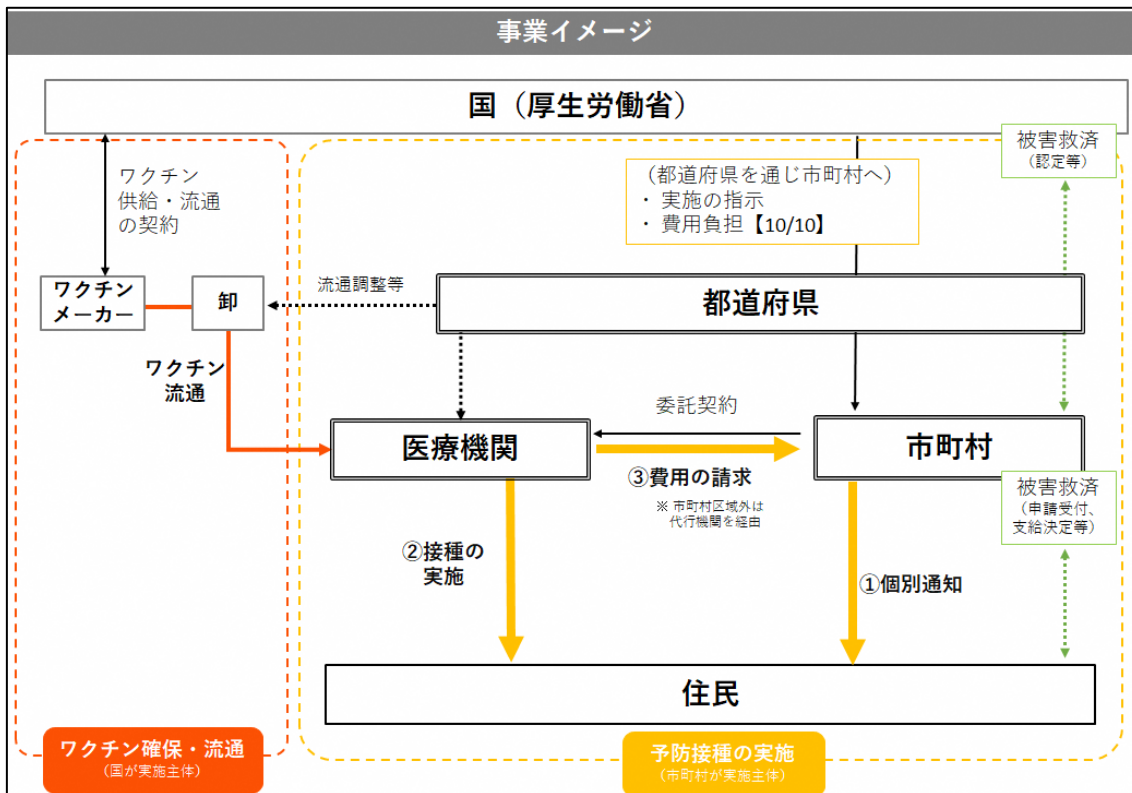 事業イメージ
国（厚生労働省）
ワクチン
供給・流通
の契約
（都道府県を通じ市町村へ）
・ 実施の指示
・ 費用負担【10/10】
被害救済
（認定等）
ワクチン
メーカー
卸
流通調整等
都道府県
ワクチン
流通
医療機関
委託契約
市町村
③費用の請求
※ 市町村区域外は
代行機関を経由
被害救済
（申請受付、
支給決定等）
②接種の
実施
①個別通知
住民
ワクチン確保・流通
（国が実施主体）
予防接種の実施
（市町村が実施主体）